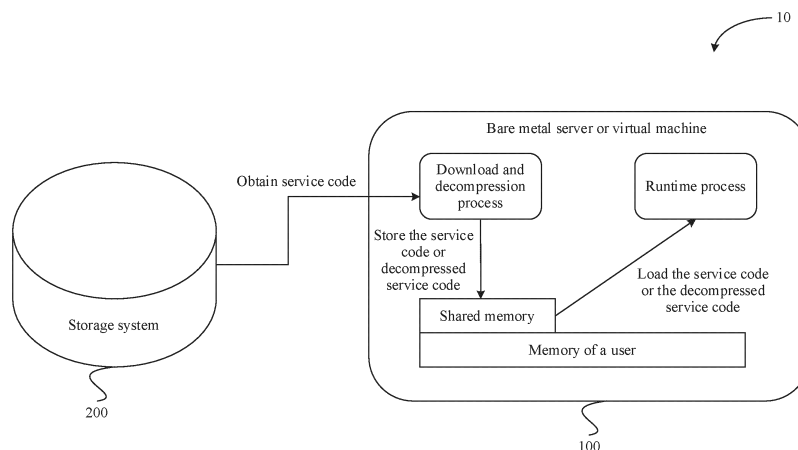 10
Bare metal server or virtual machine
Obtain service code
Download and
decompression
process
Runtime process
Store the service
code or
decompressed
service code
Load the service code
or the decompressed
service code
Shared memory
Storage system
Memory of a user
200
100